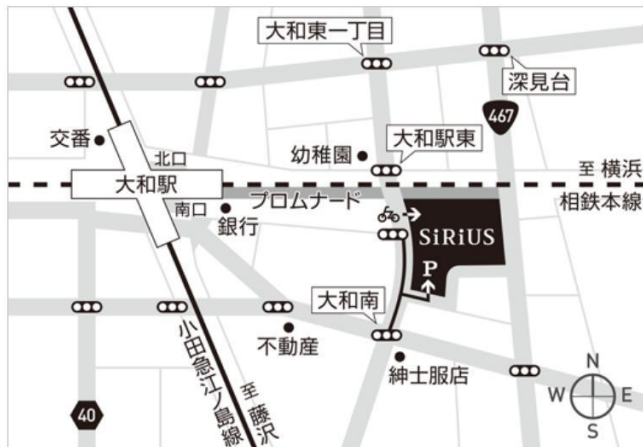 大和東一丁目
深見台
467
交番
北口
幼稚園
大和駅東
至 横浜
大和駅
プロムナード
相鉄本線
南口
銀行
SiRiUS
P
大和南
不動産
紳士服店
小田急江ノ島線
至 藤沢
40
N
W
E
S